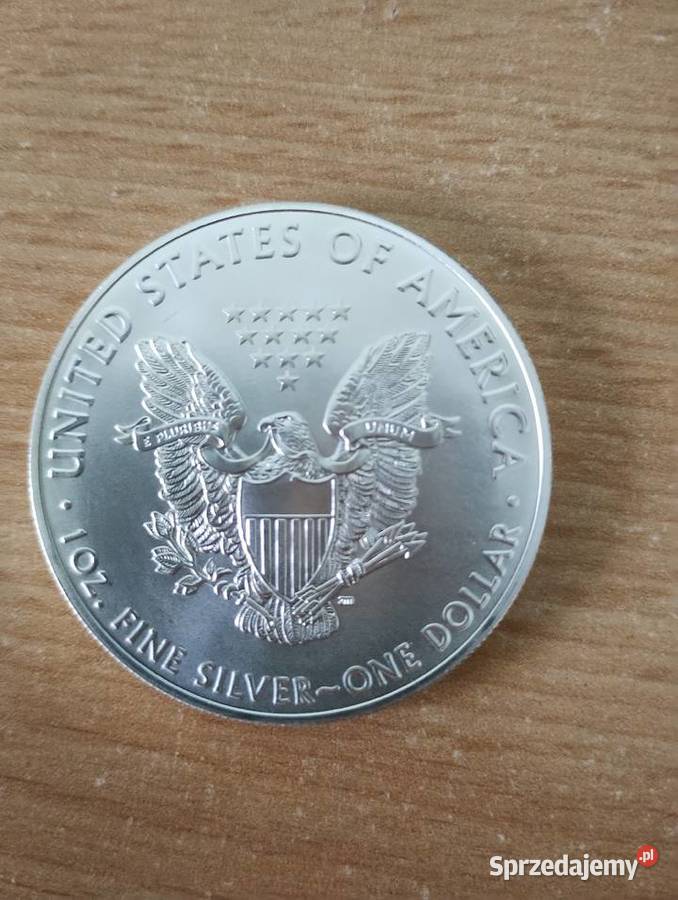 UNITED STATES OF AMERICA
E PLURIBUS UNUM
1 OZ. FINE SILVER~ONE DOLLAR
Sprzedajemy.pl